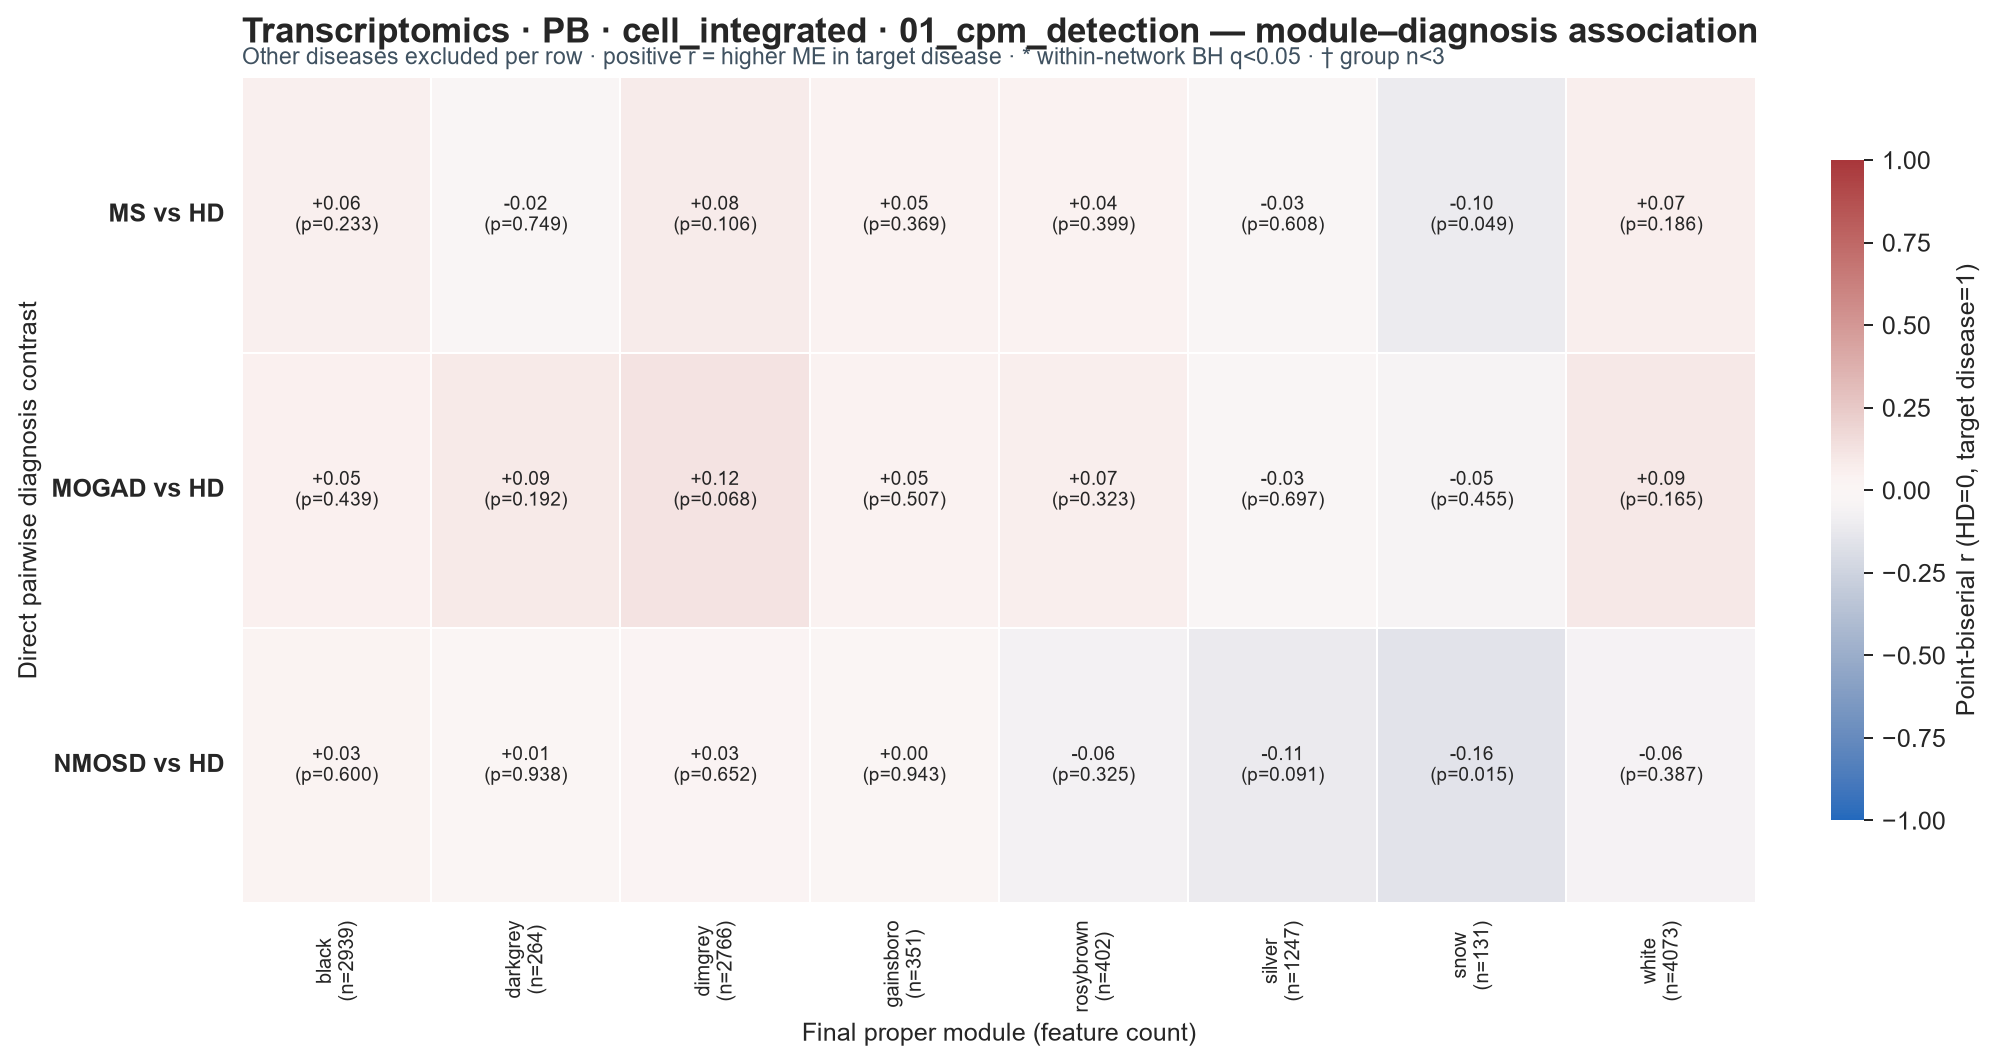 Transcriptomics · PB · cell_integrated · 01_cpm_detection — module–diagnosis association
Other diseases excluded per row · positive r = higher ME in target disease · * within-network BH q<0.05 · † group n<3
Direct pairwise diagnosis contrast
MS vs HD
+0.06
(p=0.233)
-0.02
(p=0.749)
+0.08
(p=0.106)
+0.05
(p=0.369)
+0.04
(p=0.399)
-0.03
(p=0.608)
-0.10
(p=0.049)
+0.07
(p=0.186)
MOGAD vs HD
+0.05
(p=0.439)
+0.09
(p=0.192)
+0.12
(p=0.068)
+0.05
(p=0.507)
+0.07
(p=0.323)
-0.03
(p=0.697)
-0.05
(p=0.455)
+0.09
(p=0.165)
NMOSD vs HD
+0.03
(p=0.600)
+0.01
(p=0.938)
+0.03
(p=0.652)
+0.00
(p=0.943)
-0.06
(p=0.325)
-0.11
(p=0.091)
-0.16
(p=0.015)
-0.06
(p=0.387)
black
(n=2939)
darkgrey
(n=264)
dimgrey
(n=2766)
gainsboro
(n=351)
rosybrown
(n=402)
silver
(n=1247)
snow
(n=131)
white
(n=4073)
Final proper module (feature count)
1.00
0.75
0.50
0.25
0.00
−0.25
−0.50
−0.75
−1.00
Point-biserial r (HD=0, target disease=1)